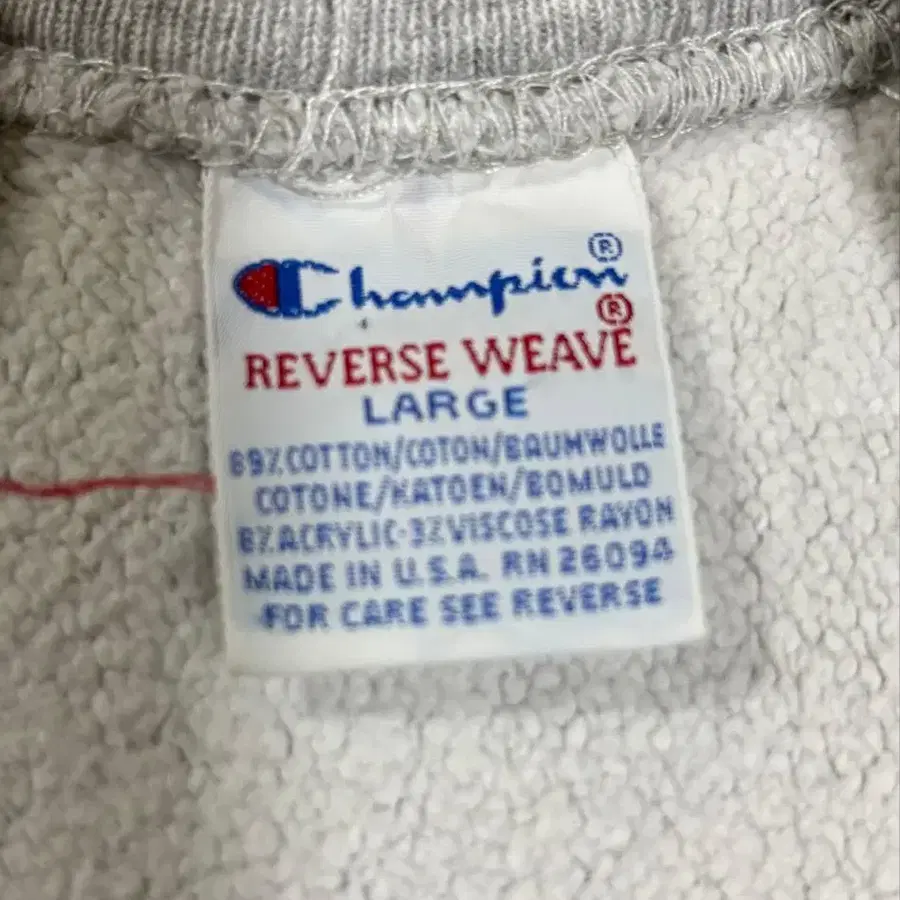 Champion®
REVERSE WEAVE®
LARGE
89% COTTON/COTON/BAUMWOLLE
COTONE/KATOEN/BOMULD
8% ACRYLIC-3% VISCOSE RAYON
MADE IN U.S.A. RN 26094
FOR CARE SEE REVERSE